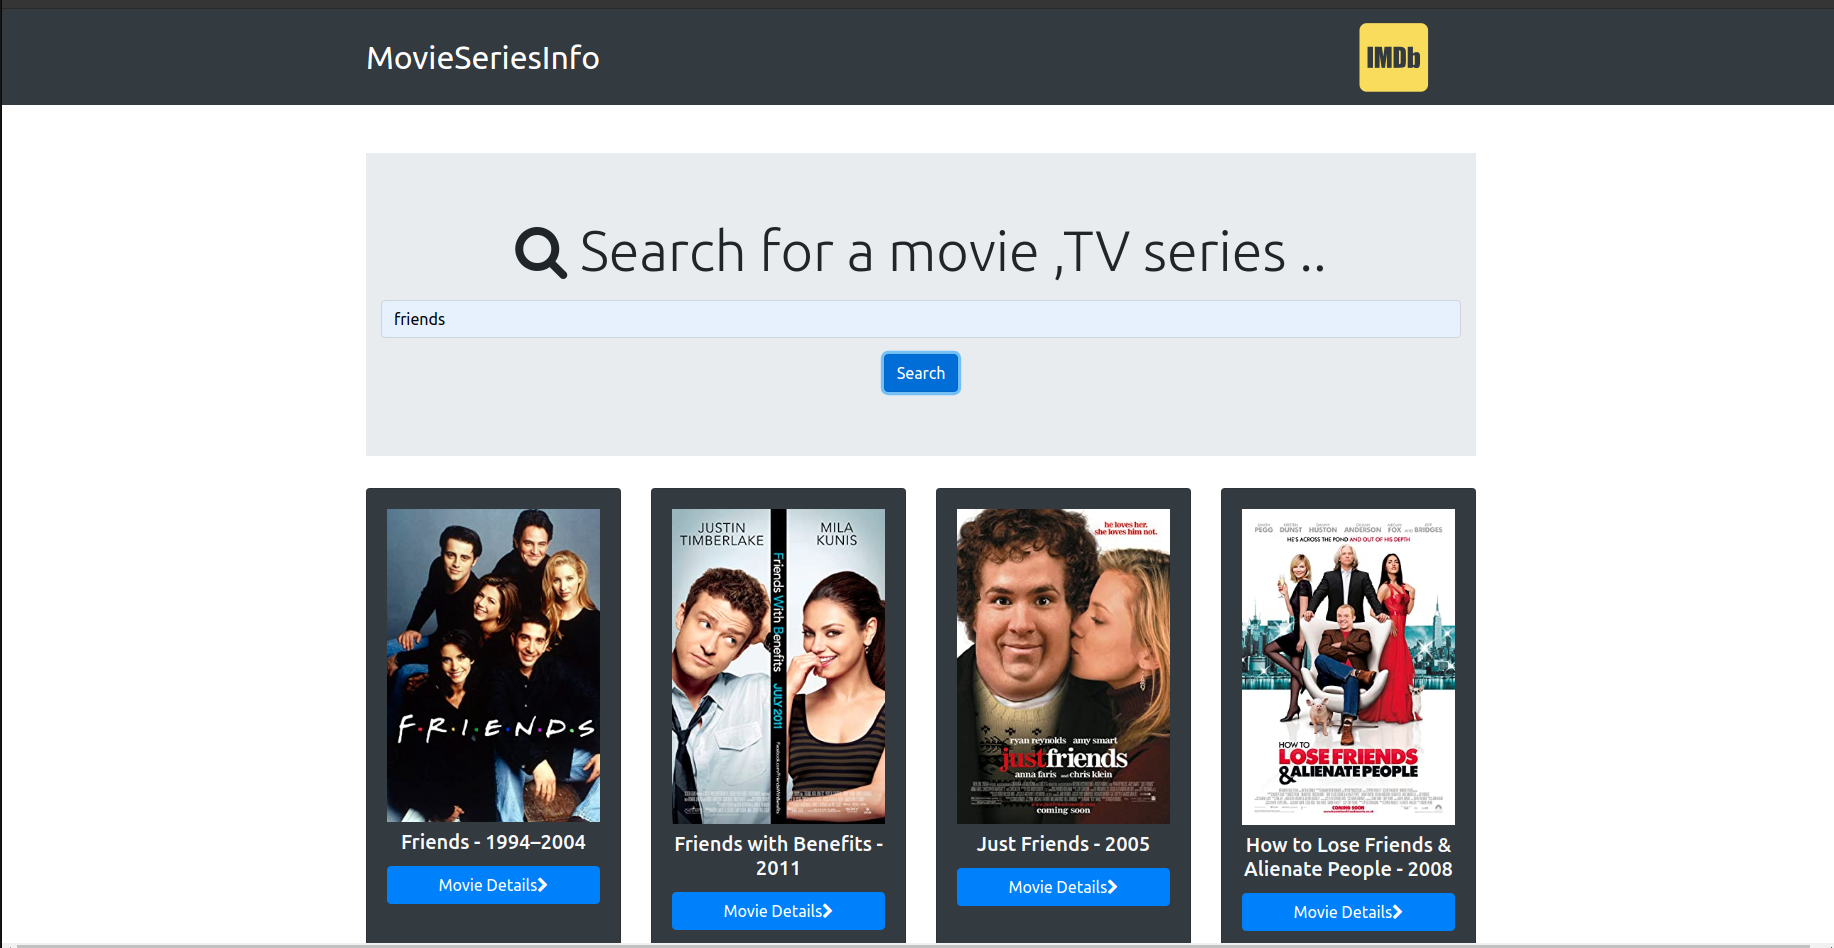 MovieSeriesInfo
IMDb
Search for a movie ,TV series ..
friends
Search
F·R·I·E·N·D·S
Friends - 1994–2004
Movie Details
JUSTIN TIMBERLAKE
MILA KUNIS
Friends With Benefits JULY 2011
Friends with Benefits -
2011
Movie Details
he loves her.
she loves him not.
ryan reynolds amy smart
just friends
anna faris and chris klein
coming soon
Just Friends - 2005
Movie Details
PEGG DUNST HUSTON ANDERSON FOX AND BRIDGES
HE'S ACROSS THE POND AND OUT OF HIS DEPTH
HOW TO
LOSE FRIENDS
& ALIENATE PEOPLE
COMING SOON
How to Lose Friends &
Alienate People - 2008
Movie Details